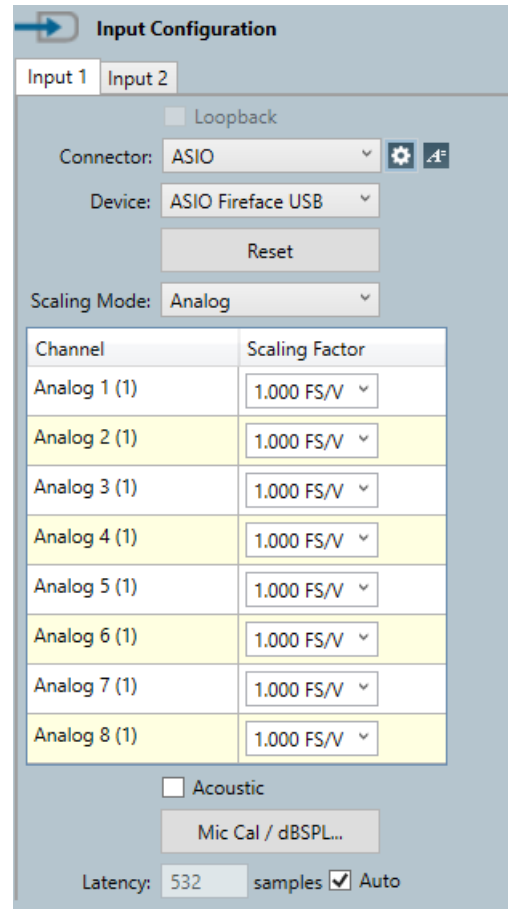 Input Configuration
Input 1 Input 2
Loopback
Connector: ASIO
Device: ASIO Fireface USB
Reset
Scaling Mode: Analog
Channel Scaling Factor
Analog 1 (1) 1.000 FS/V
Analog 2 (1) 1.000 FS/V
Analog 3 (1) 1.000 FS/V
Analog 4 (1) 1.000 FS/V
Analog 5 (1) 1.000 FS/V
Analog 6 (1) 1.000 FS/V
Analog 7 (1) 1.000 FS/V
Analog 8 (1) 1.000 FS/V
Acoustic
Mic Cal / dBSPL...
Latency: 532 samples Auto